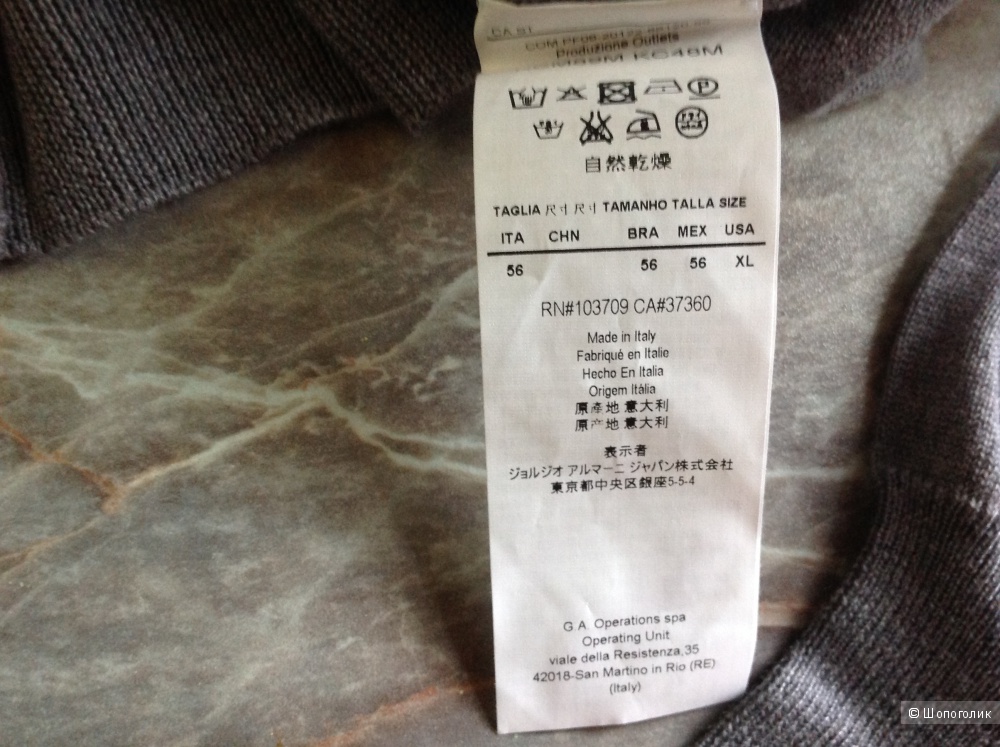 CA ST
Produzione Outlets
自然乾燥
TAGLIA 尺寸 尺寸 TAMANHO TALLA SIZE
ITA CHN BRA MEX USA
56 56 56 XL
RN#103709 CA#37360
Made in Italy
Fabriqué en Italie
Hecho En Italia
Origem Itália
原產地 意大利
原产地 意大利
表示者
ジョルジオ アルマーニ ジャパン株式会社
東京都中央区銀座5-5-4
G.A. Operations spa
Operating Unit
viale della Resistenza,35
42018-San Martino in Rio (RE)
(Italy)
© Шопоголик